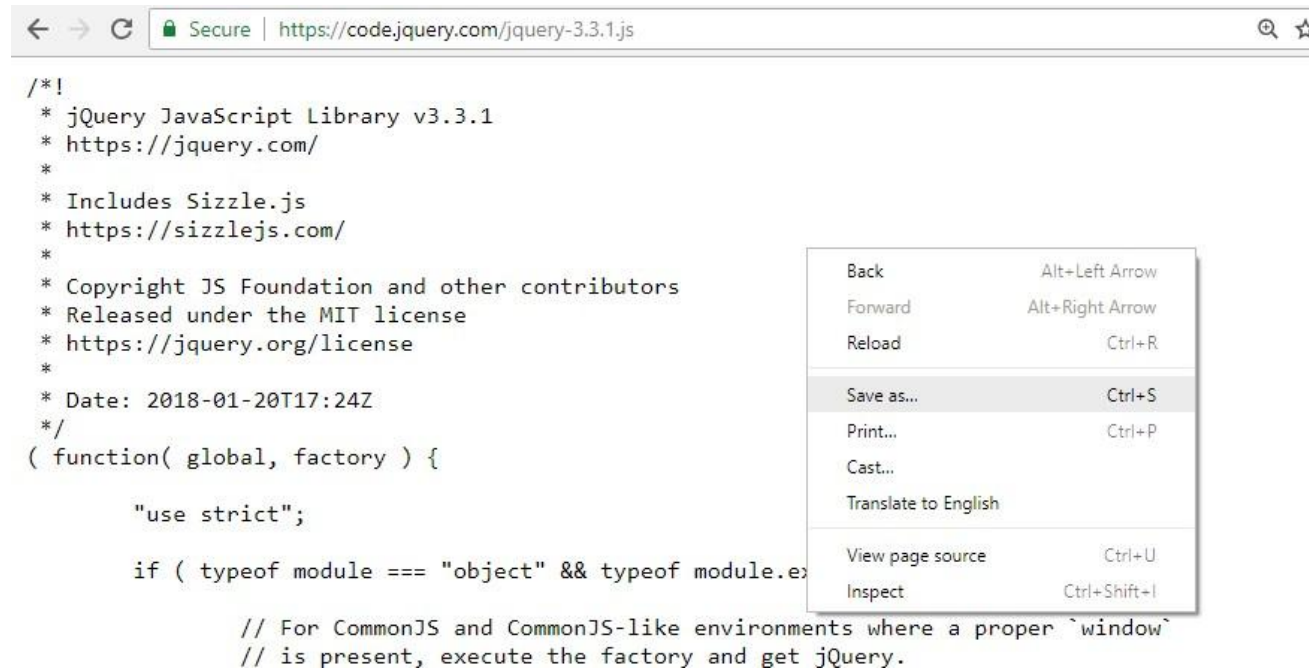 Secure | https://code.jquery.com/jquery-3.3.1.js
/*!
 * jQuery JavaScript Library v3.3.1
 * https://jquery.com/
 *
 * Includes Sizzle.js
 * https://sizzlejs.com/
 *
 * Copyright JS Foundation and other contributors
 * Released under the MIT license
 * https://jquery.org/license
 *
 * Date: 2018-01-20T17:24Z
 */
( function( global, factory ) {
"use strict";
if ( typeof module === "object" && typeof
// For CommonJS and CommonJS-like environments where a proper `window`
// is present, execute the factory and get jQuery.
Back Alt+Left Arrow
Forward Alt+Right Arrow
Reload Ctrl+R
Save as... Ctrl+S
Print... Ctrl+P
Cast...
Translate to English
View page source Ctrl+U
Inspect Ctrl+Shift+I